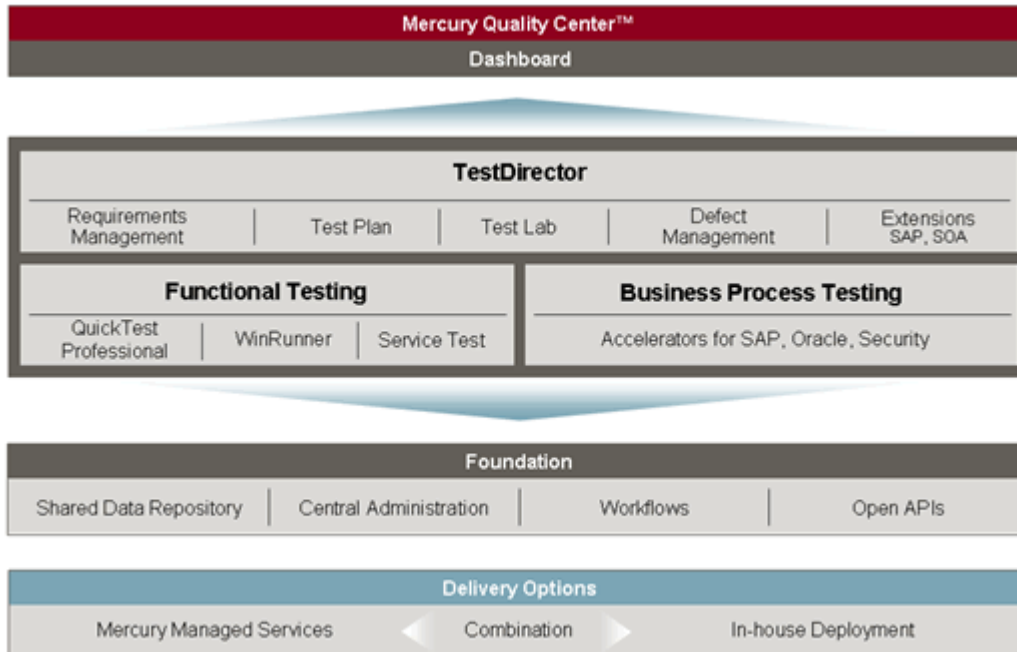 Mercury Quality Center™
Dashboard
TestDirector
Requirements
Management
Test Plan
Test Lab
Defect
Management
Extensions
SAP, SOA
Functional Testing
QuickTest
Professional
WinRunner
Service Test
Business Process Testing
Accelerators for SAP, Oracle, Security
Foundation
Shared Data Repository
Central Administration
Workflows
Open APIs
Delivery Options
Mercury Managed Services
Combination
In-house Deployment